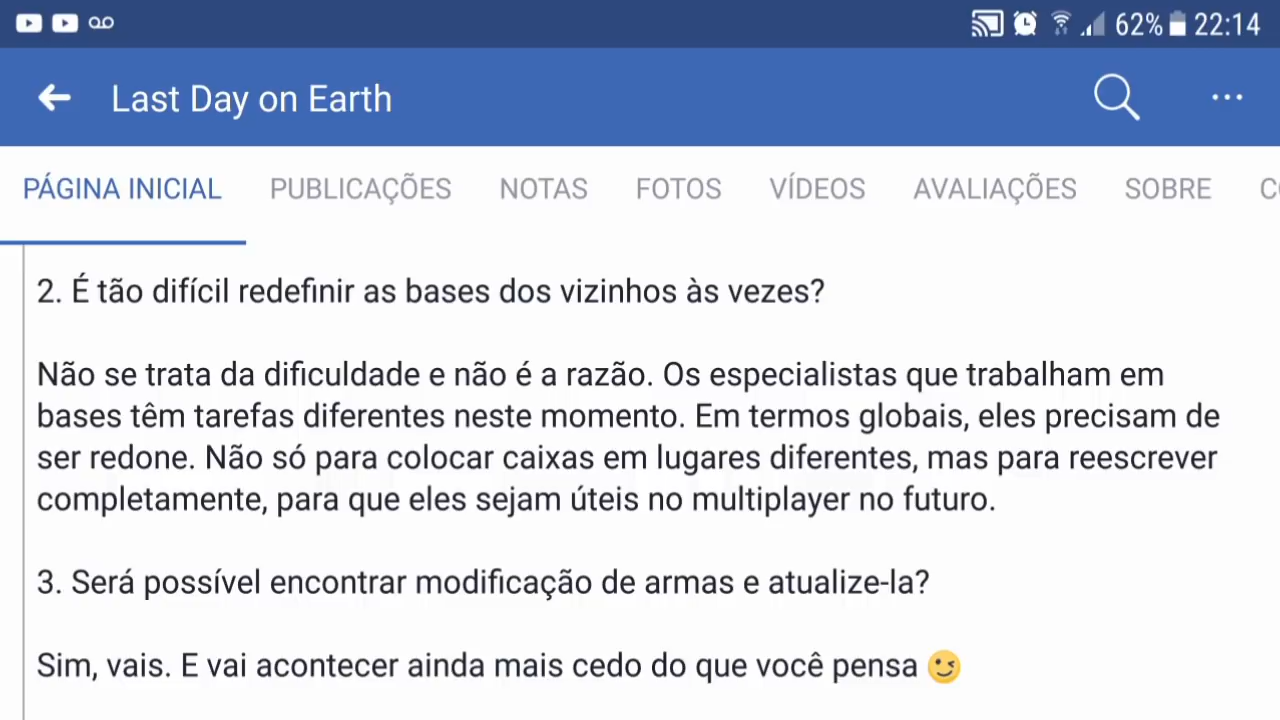 62% 22:14
Last Day on Earth
PÁGINA INICIAL PUBLICAÇÕES NOTAS FOTOS VÍDEOS AVALIAÇÕES SOBRE
2. É tão difícil redefinir as bases dos vizinhos às vezes?
Não se trata da dificuldade e não é a razão. Os especialistas que trabalham em
bases têm tarefas diferentes neste momento. Em termos globais, eles precisam de
ser redone. Não só para colocar caixas em lugares diferentes, mas para reescrever
completamente, para que eles sejam úteis no multiplayer no futuro.
3. Será possível encontrar modificação de armas e atualize-la?
Sim, vais. E vai acontecer ainda mais cedo do que você pensa 😉